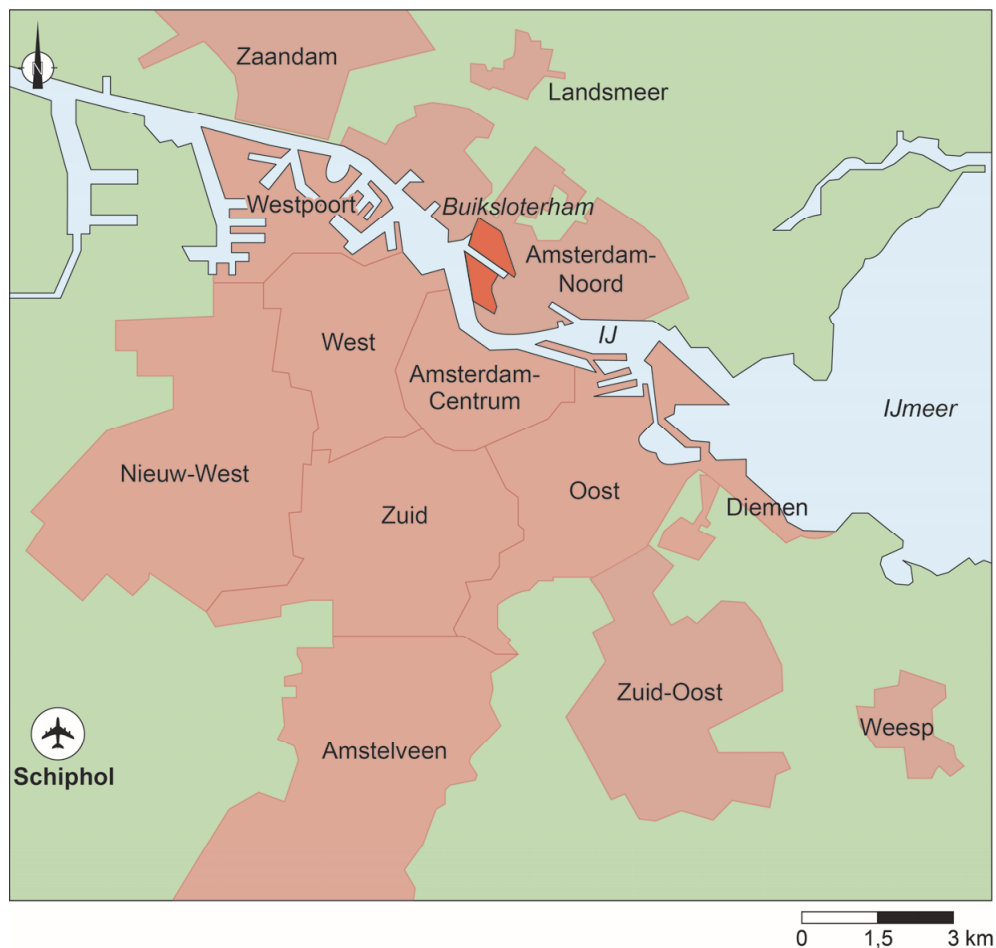 Zaandam
N
Landsmeer
Westpoort
Buiksloterham
Amsterdam-
Noord
West
IJ
Amsterdam-
Centrum
IJmeer
Nieuw-West
Zuid
Oost
Diemen
Zuid-Oost
Weesp
Schiphol
Amstelveen
0 1,5 3 km